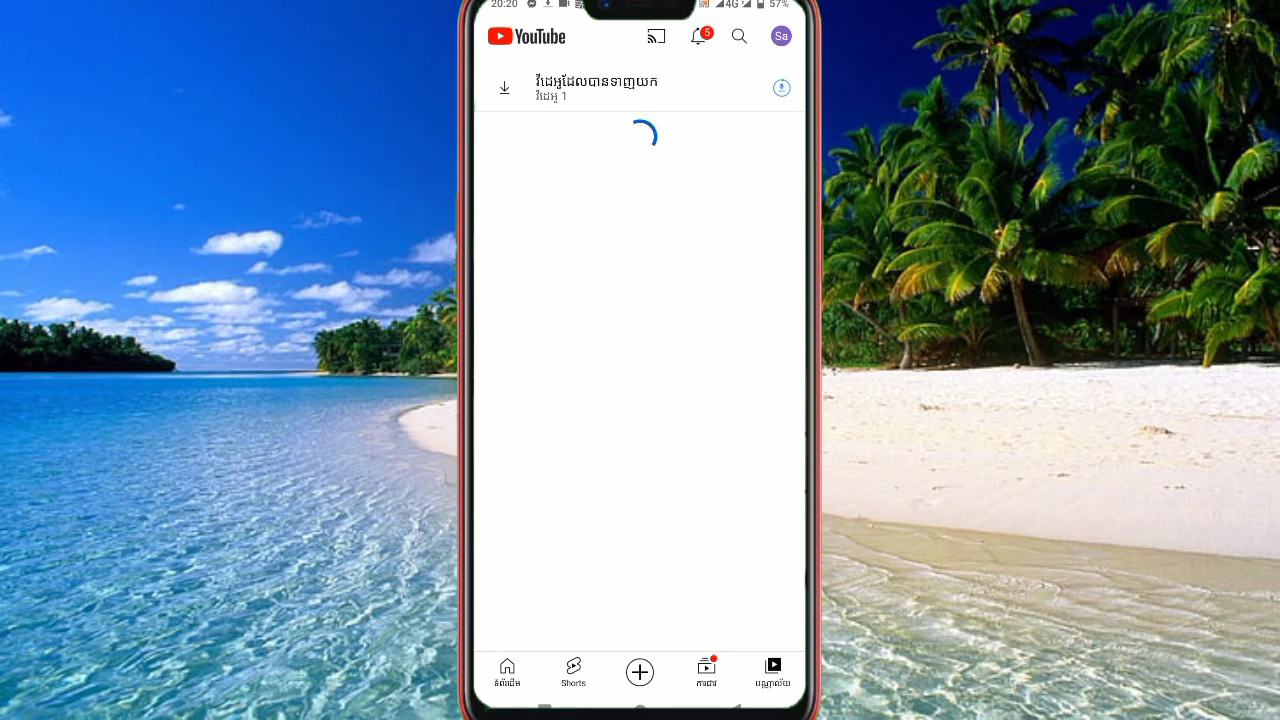 20:20
4G 57%
YouTube
5
Sa
វីដេអូដែលបានទាញយក
វីដេអូ 1
ទំព័រដើម
Shorts
ការជាវ
បណ្ណាល័យ